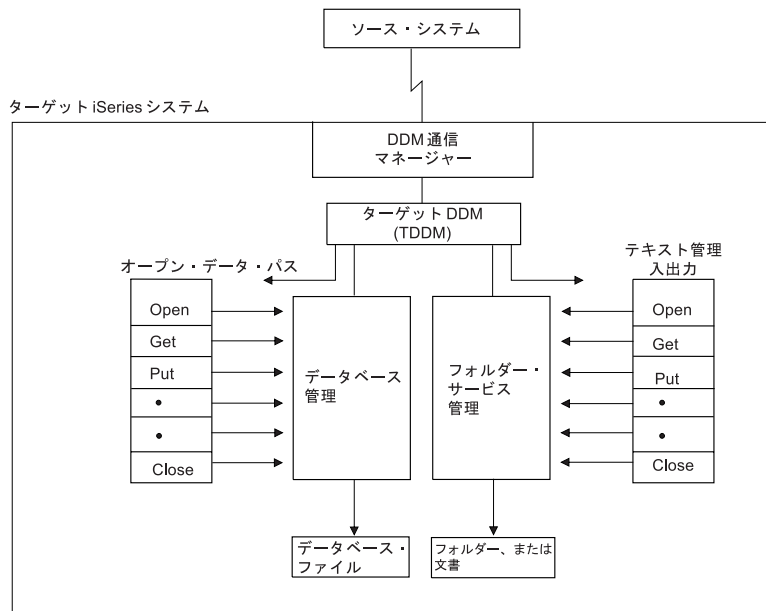 ソース・システム
ターゲット iSeries システム
DDM 通信
マネージャー
ターゲット DDM
(TDDM)
オープン・データ・パス
テキスト管理
入出力
Open
Get
Put
•
•
Close
データベース
管理
フォルダー・
サービス
管理
Open
Get
Put
•
•
Close
データベース・
ファイル
フォルダー、または
文書